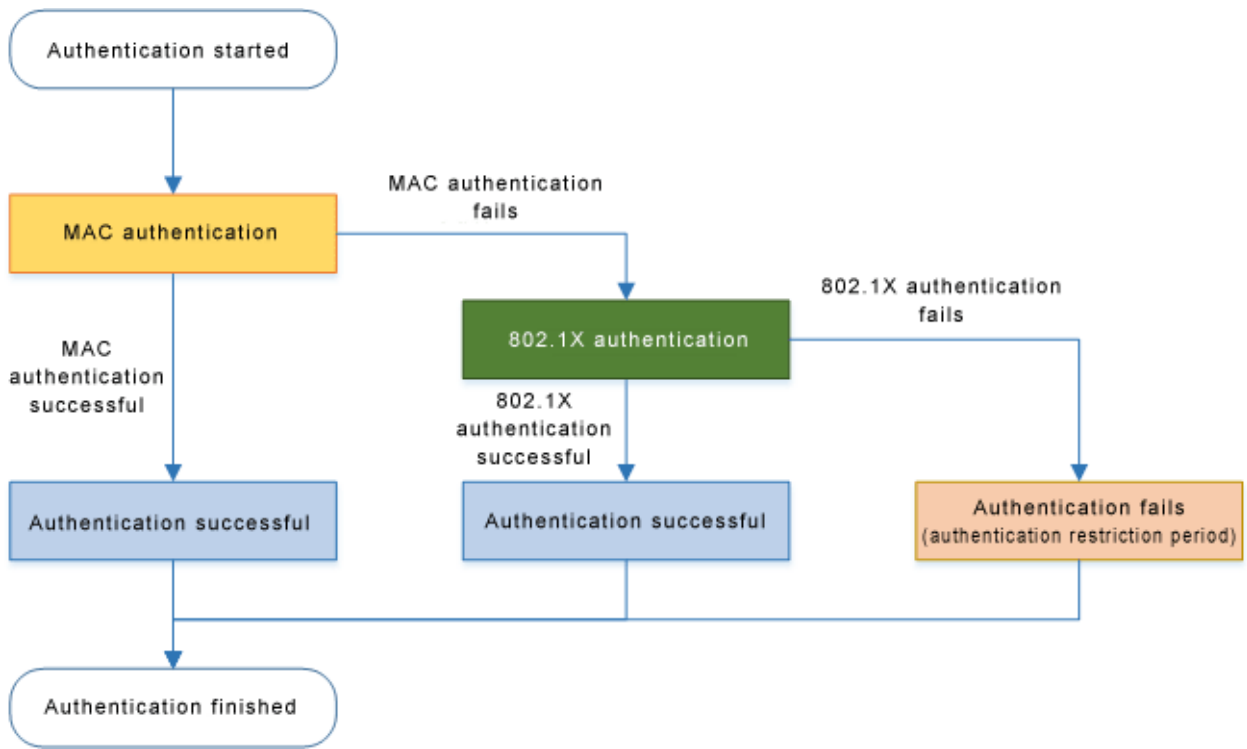 Authentication started
MAC authentication
fails
MAC authentication
802.1X authentication
fails
802.1X authentication
MAC
authentication
successful
802.1X
authentication
successful
Authentication successful
Authentication successful
Authentication fails
(authentication restriction period)
Authentication finished